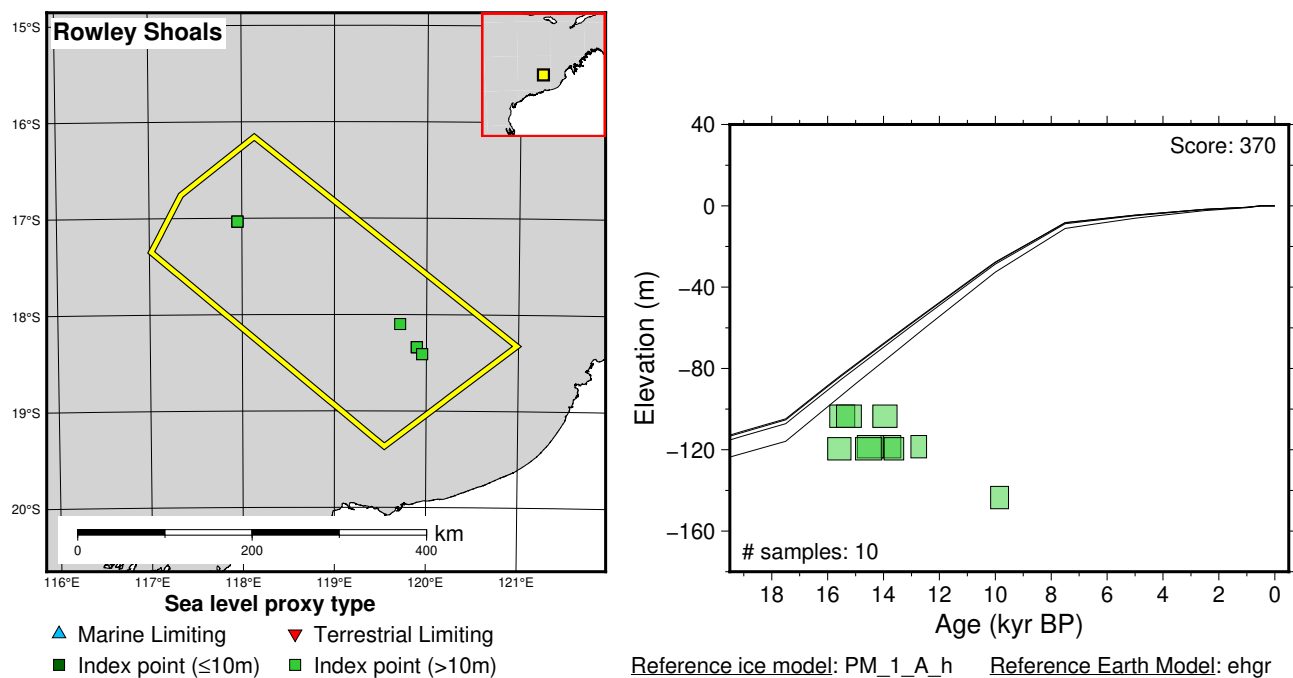 Rowley Shoals
15°S
16°S
17°S
18°S
19°S
20°S
km
0 200 400
116°E 117°E 118°E 119°E 120°E 121°E
Sea level proxy type
Marine Limiting Terrestrial Limiting
Index point (≤10m) Index point (>10m)
Score: 370
40
0
−40
−80
−120
−160
Elevation (m)
# samples: 10
18 16 14 12 10 8 6 4 2 0
Age (kyr BP)
Reference ice model: PM_1_A_h Reference Earth Model: ehgr